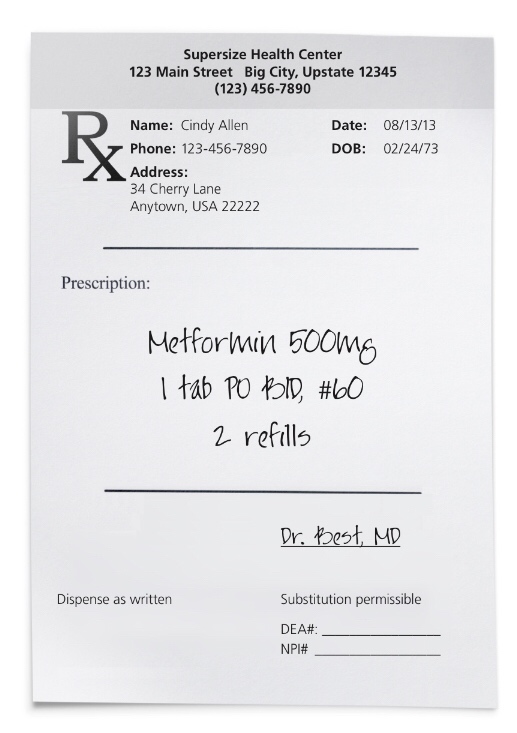 Supersize Health Center
123 Main Street Big City, Upstate 12345
(123) 456-7890
Rx
Name: Cindy Allen Date: 08/13/13
Phone: 123-456-7890 DOB: 02/24/73
Address:
34 Cherry Lane
Anytown, USA 22222
Prescription:
Metformin 500mg
1 tab PO BID, #60
2 refills
Dr. Best, MD
Dispense as written Substitution permissible
DEA#:
NPI#